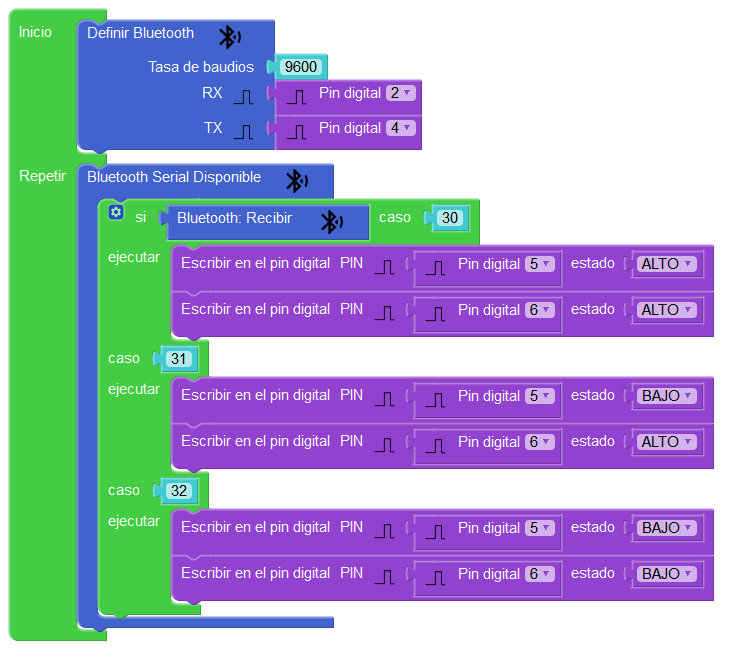 Inicio Definir Bluetooth
Tasa de baudios 9600
RX Pin digital 2
TX Pin digital 4
Repetir Bluetooth Serial Disponible
si Bluetooth: Recibir caso 30
ejecutar Escribir en el pin digital PIN Pin digital 5 estado ALTO
Escribir en el pin digital PIN Pin digital 6 estado ALTO
caso 31
ejecutar Escribir en el pin digital PIN Pin digital 5 estado BAJO
Escribir en el pin digital PIN Pin digital 6 estado ALTO
caso 32
ejecutar Escribir en el pin digital PIN Pin digital 5 estado BAJO
Escribir en el pin digital PIN Pin digital 6 estado BAJO